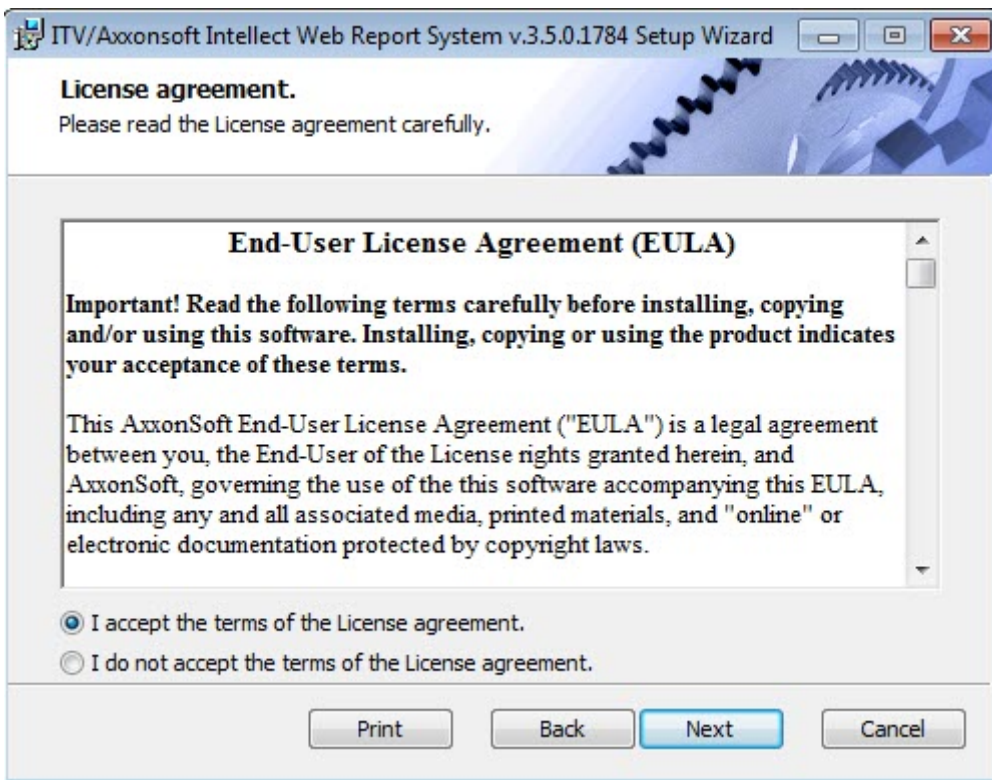 ITV/Axxonsoft Intellect Web Report System v.3.5.0.1784 Setup Wizard
License agreement.
Please read the License agreement carefully.
End-User License Agreement (EULA)
Important! Read the following terms carefully before installing, copying
and/or using this software. Installing, copying or using the product indicates
your acceptance of these terms.
This AxxonSoft End-User License Agreement ("EULA") is a legal agreement
between you, the End-User of the License rights granted herein, and
AxxonSoft, governing the use of the this software accompanying this EULA,
including any and all associated media, printed materials, and "online" or
electronic documentation protected by copyright laws.
I accept the terms of the License agreement.
I do not accept the terms of the License agreement.
Print Back Next Cancel